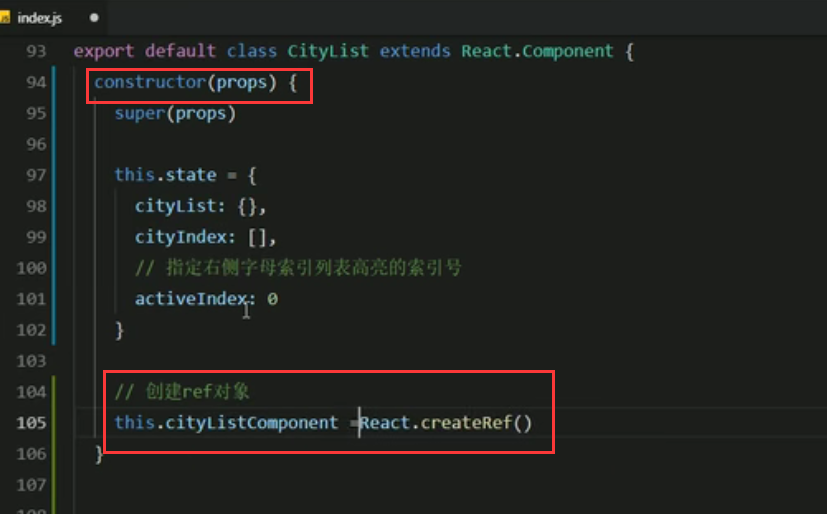 index.js
93 export default class CityList extends React.Component {
94 constructor(props) {
95 super(props)
96
97 this.state = {
98 cityList: {},
99 cityIndex: [],
100 // 指定右侧字母索引列表高亮的索引号
101 activeIndex: 0
102 }
103
104 // 创建ref对象
105 this.cityListComponent =React.createRef()
106 }
107